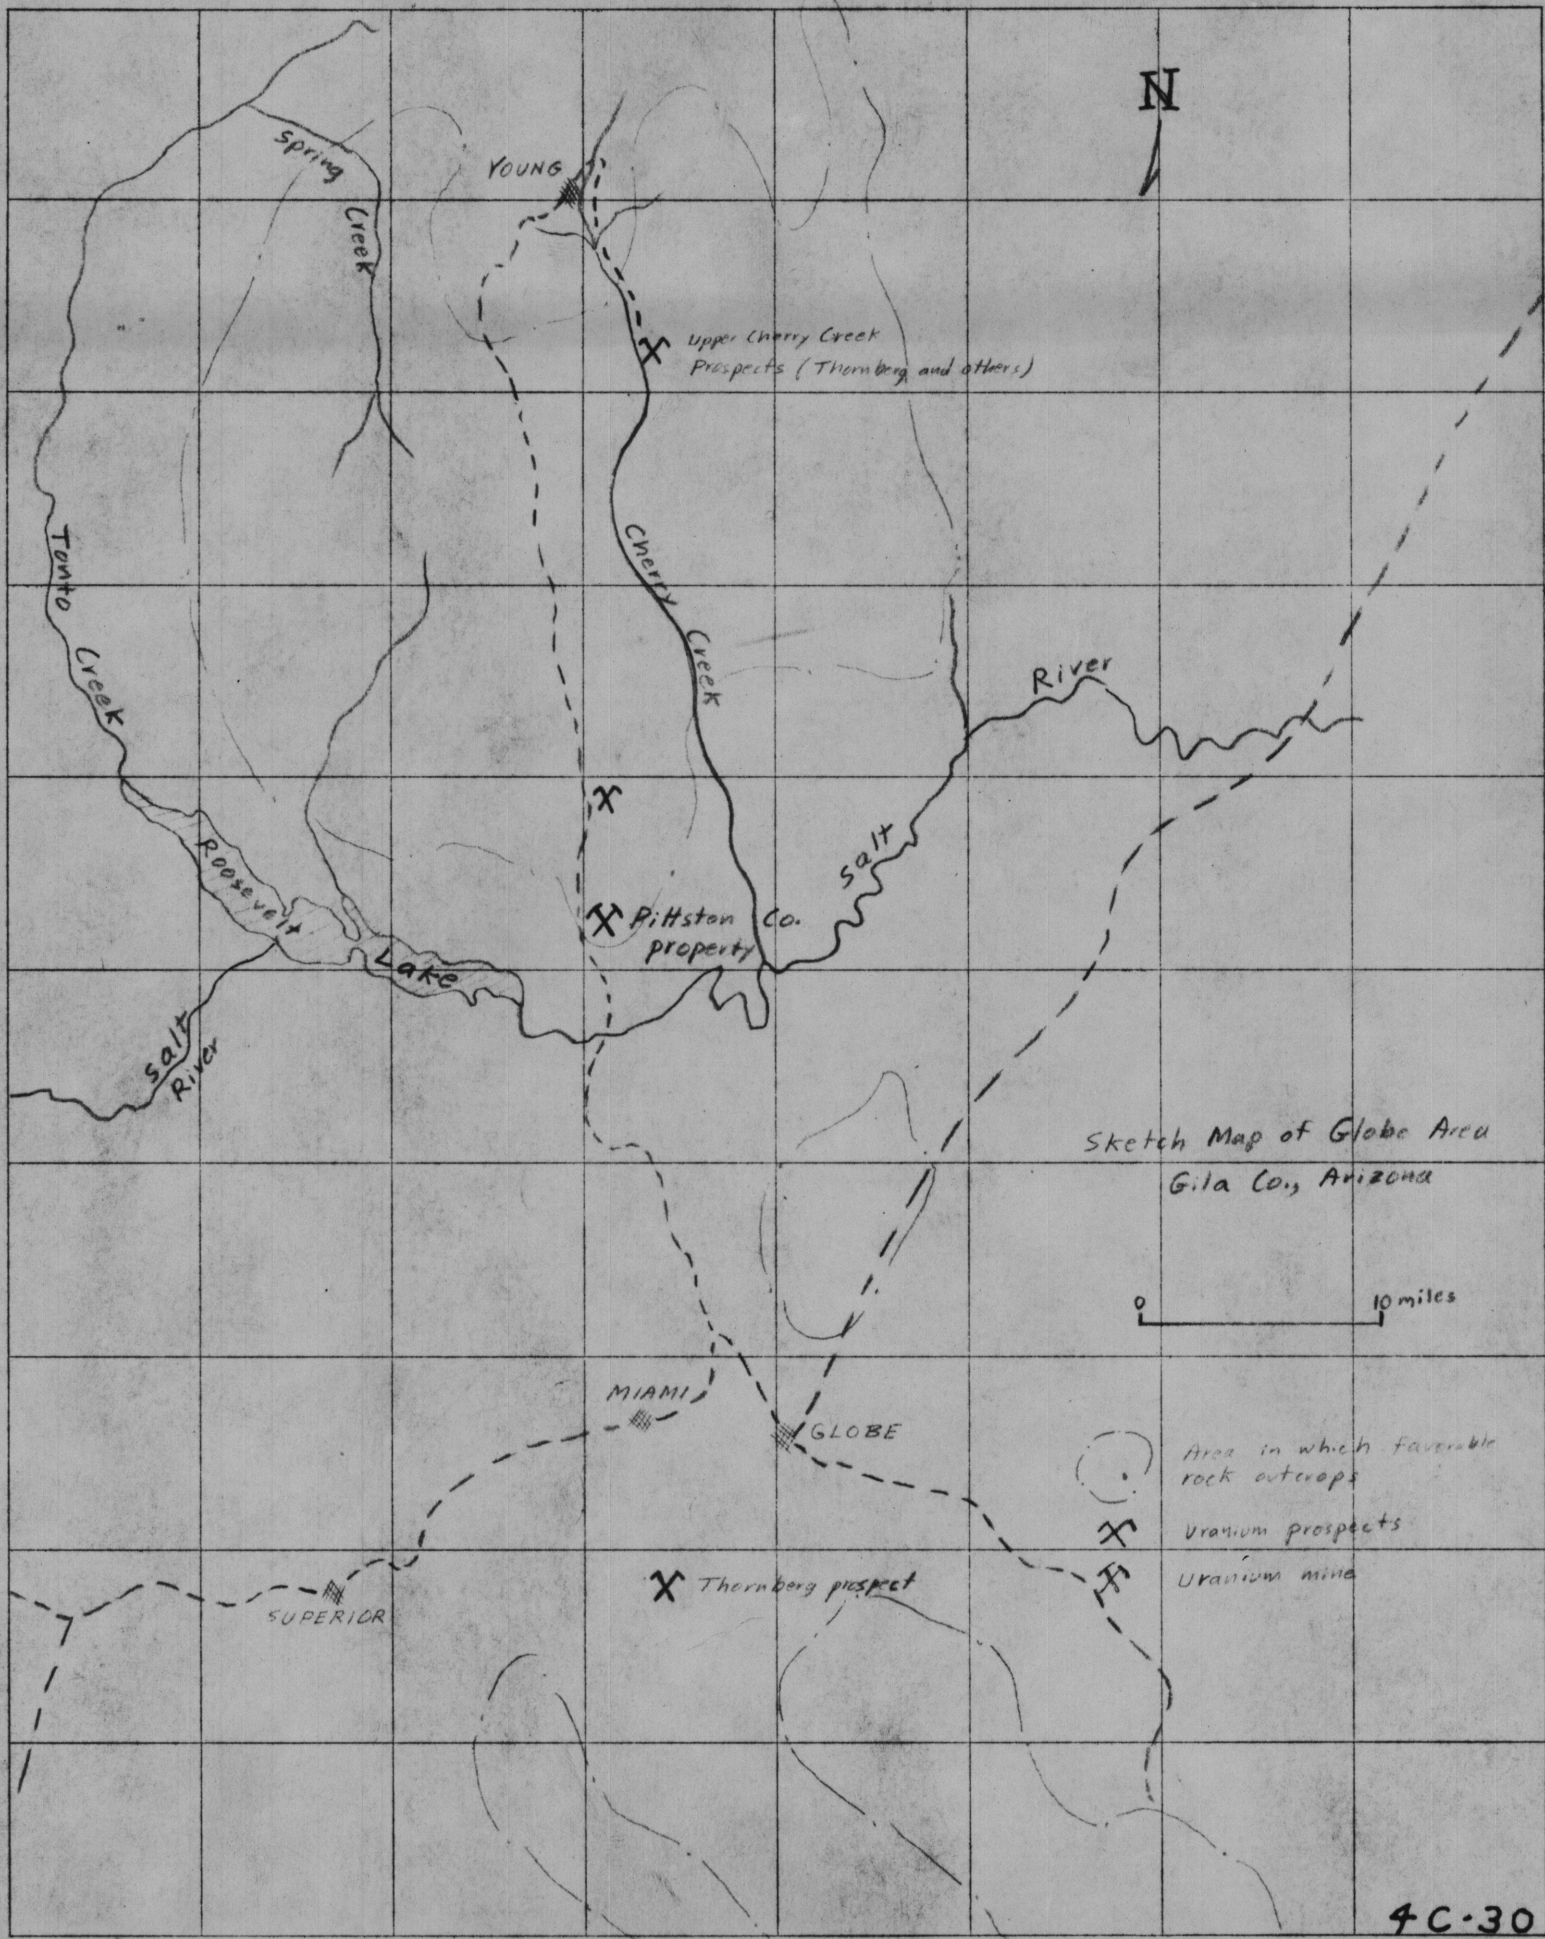 N
Spring
Creek
YOUNG
Upper Cherry Creek
Prospects (Thornberg and others)
Tonto
Creek
Cherry
Creek
River
Salt
Roosevelt
Lake
Pittston Co.
property
Salt
River
Sketch Map of Globe Area
Gila Co., Arizona
0 10 miles
MIAMI
GLOBE
SUPERIOR
Thornberg prospect
Area in which favorable
rock outcrops
Uranium prospects
Uranium mine
4C-30